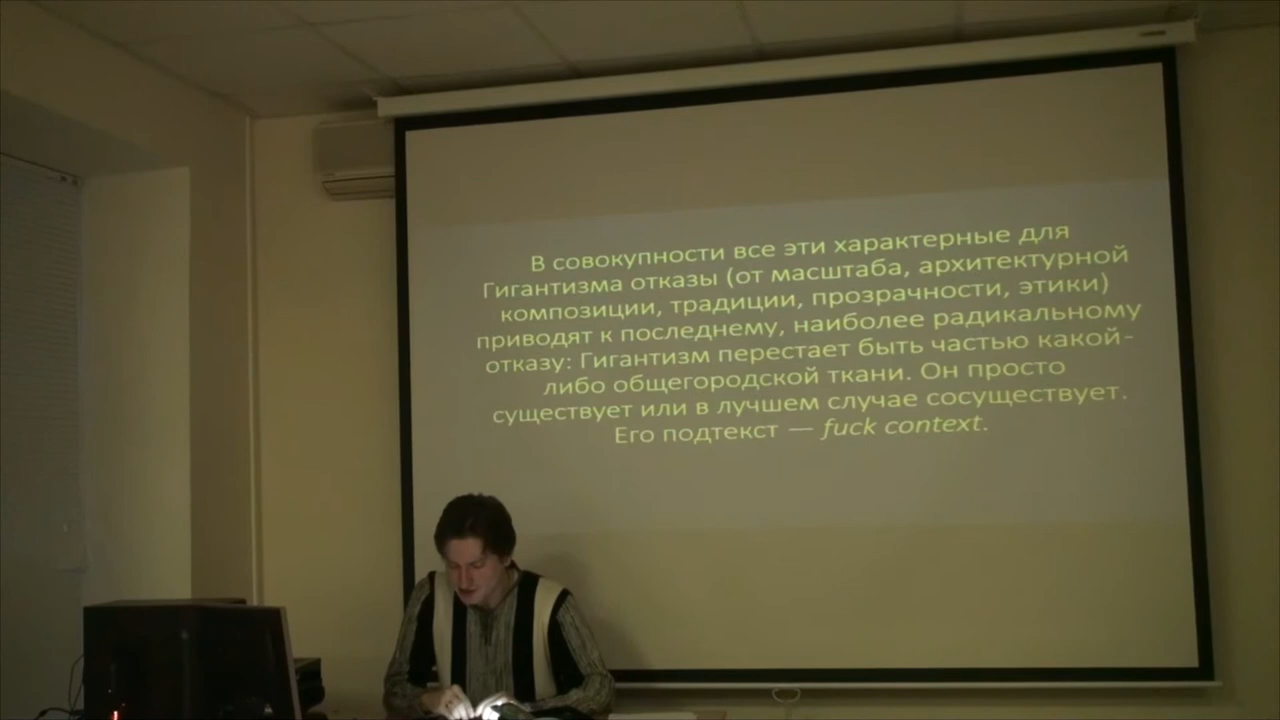 В совокупности все эти характерные для
Гигантизма отказы (от масштаба, архитектурной
композиции, традиции, прозрачности, этики)
приводят к последнему, наиболее радикальному
отказу: Гигантизм перестает быть частью какой-
либо общегородской ткани. Он просто
существует или в лучшем случае сосуществует.
Его подтекст — fuck context.